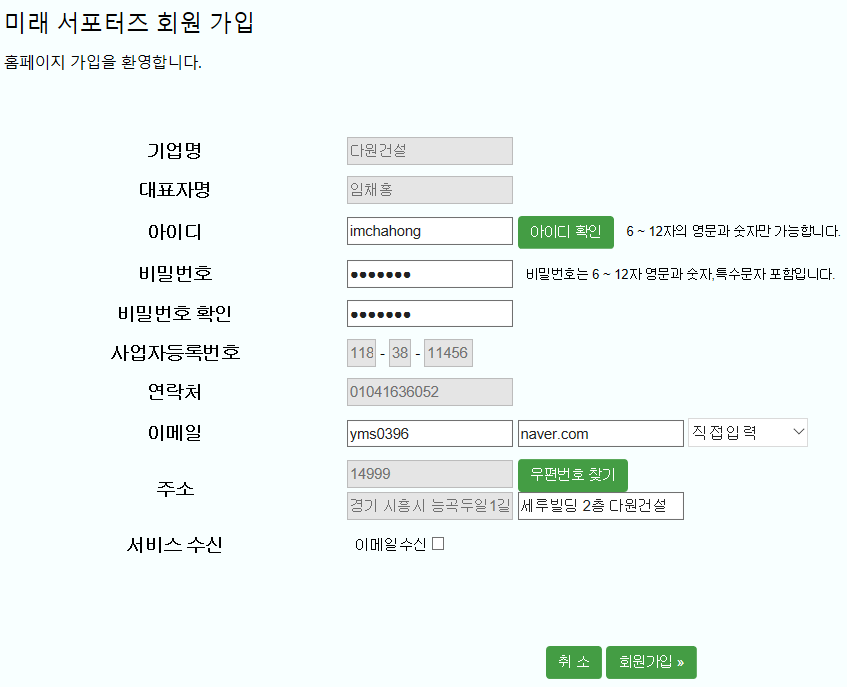 미래 서포터즈 회원 가입
홈페이지 가입을 환영합니다.
기업명 다원건설
대표자명 임채홍
아이디 imchahong 아이디 확인 6 ~ 12자의 영문과 숫자만 가능합니다.
비밀번호 ●●●●●●● 비밀번호는 6 ~ 12자 영문과 숫자,특수문자 포함입니다.
비밀번호 확인 ●●●●●●●
사업자등록번호 118 - 38 - 11456
연락처 01041636052
이메일 yms0396 naver.com 직접입력
주소 14999 우편번호 찾기
경기 시흥시 능곡두일1길 세루빌딩 2층 다원건설
서비스 수신 이메일수신
취 소 회원가입 »